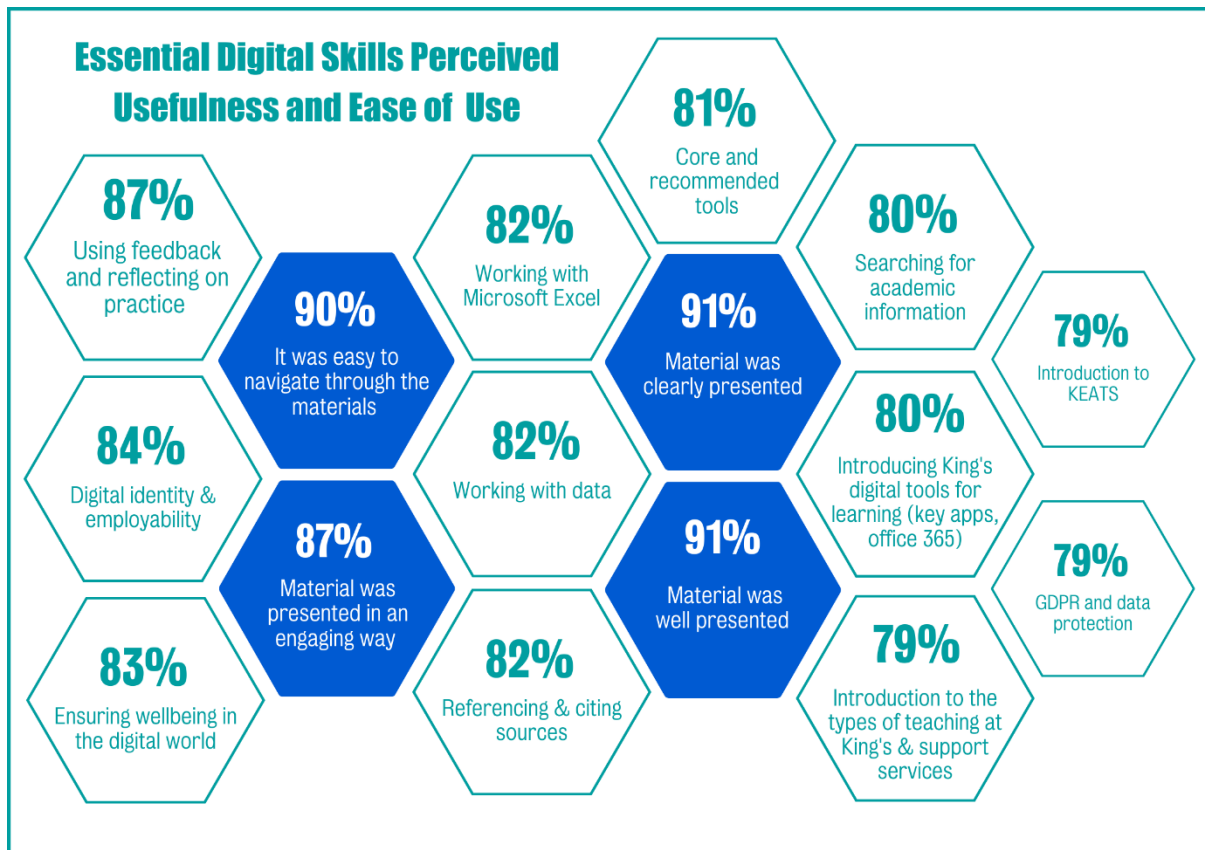 Essential Digital Skills Perceived
Usefulness and Ease of Use
87%
Using feedback
and reflecting on
practice
84%
Digital identity &
employability
83%
Ensuring wellbeing in
the digital world
90%
It was easy to
navigate through the
materials
87%
Material was
presented in an
engaging way
82%
Working with
Microsoft Excel
82%
Working with data
82%
Referencing & citing
sources
81%
Core and
recommended
tools
91%
Material was
clearly presented
91%
Material was
well presented
80%
Searching for
academic
information
80%
Introducing King's
digital tools for
learning (key apps,
office 365)
79%
Introduction to the
types of teaching at
King's & support
services
79%
Introduction to
KEATS
79%
GDPR and data
protection